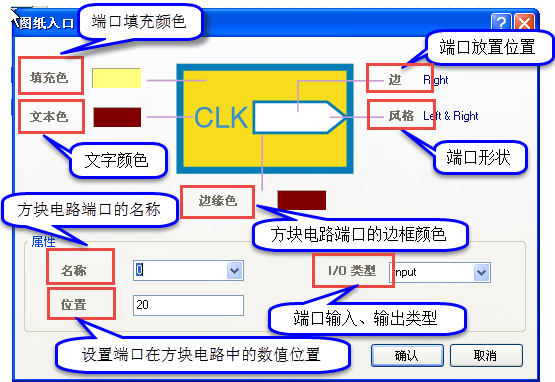 图纸入口
端口填充颜色
端口放置位置
填充色
边
Right
文本色
CLK
风格
Left & Right
文字颜色
端口形状
边缘色
方块电路端口的名称
方块电路端口的边框颜色
属性
名称
0
I/O 类型
Input
位置
20
端口输入、输出类型
设置端口在方块电路中的数值位置
确认
取消